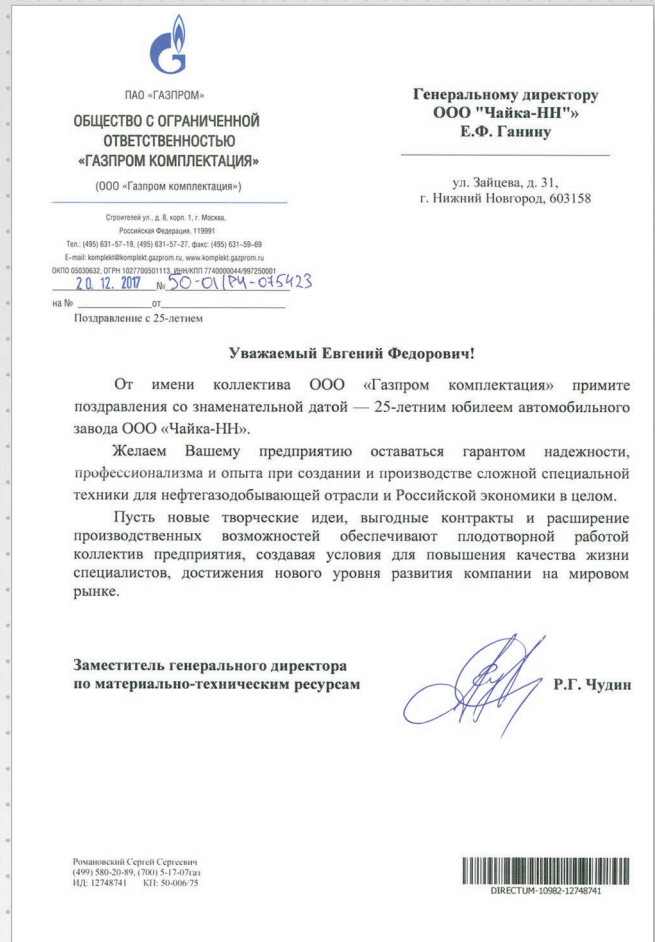 ПАО «ГАЗПРОМ»
ОБЩЕСТВО С ОГРАНИЧЕННОЙ
ОТВЕТСТВЕННОСТЬЮ
«ГАЗПРОМ КОМПЛЕКТАЦИЯ»
(ООО «Газпром комплектация»)
Строителей ул., д. 8, корп. 1, г. Москва,
Российская Федерация, 119991
Тел.: (495) 631-57-19, (495) 631-57-27, факс: (495) 631-59-69
E-mail: komplekt@komplekt.gazprom.ru, www.komplekt.gazprom.ru
ОКПО 05030632, ОГРН 1027700501113, ИНН/КПП 7740000044/997250001
20. 12. 2017 № 50-01/РЧ-075423
на № от
Поздравление с 25-летием
Генеральному директору
ООО "Чайка-НН"»
Е.Ф. Ганину
ул. Зайцева, д. 31,
г. Нижний Новгород, 603158
Уважаемый Евгений Федорович!
От имени коллектива ООО «Газпром комплектация» примите
поздравления со знаменательной датой — 25-летним юбилеем автомобильного
завода ООО «Чайка-НН».
Желаем Вашему предприятию оставаться гарантом надежности,
профессионализма и опыта при создании и производстве сложной специальной
техники для нефтегазодобывающей отрасли и Российской экономики в целом.
Пусть новые творческие идеи, выгодные контракты и расширение
производственных возможностей обеспечивают плодотворной работой
коллектив предприятия, создавая условия для повышения качества жизни
специалистов, достижения нового уровня развития компании на мировом
рынке.
Заместитель генерального директора
по материально-техническим ресурсам
Р.Г. Чудин
Романовский Сергей Сергеевич
(499) 580-20-89, (700) 5-17-07газ
ИД: 12748741 КП: 50-006/75
DIRECTUM-10982-12748741